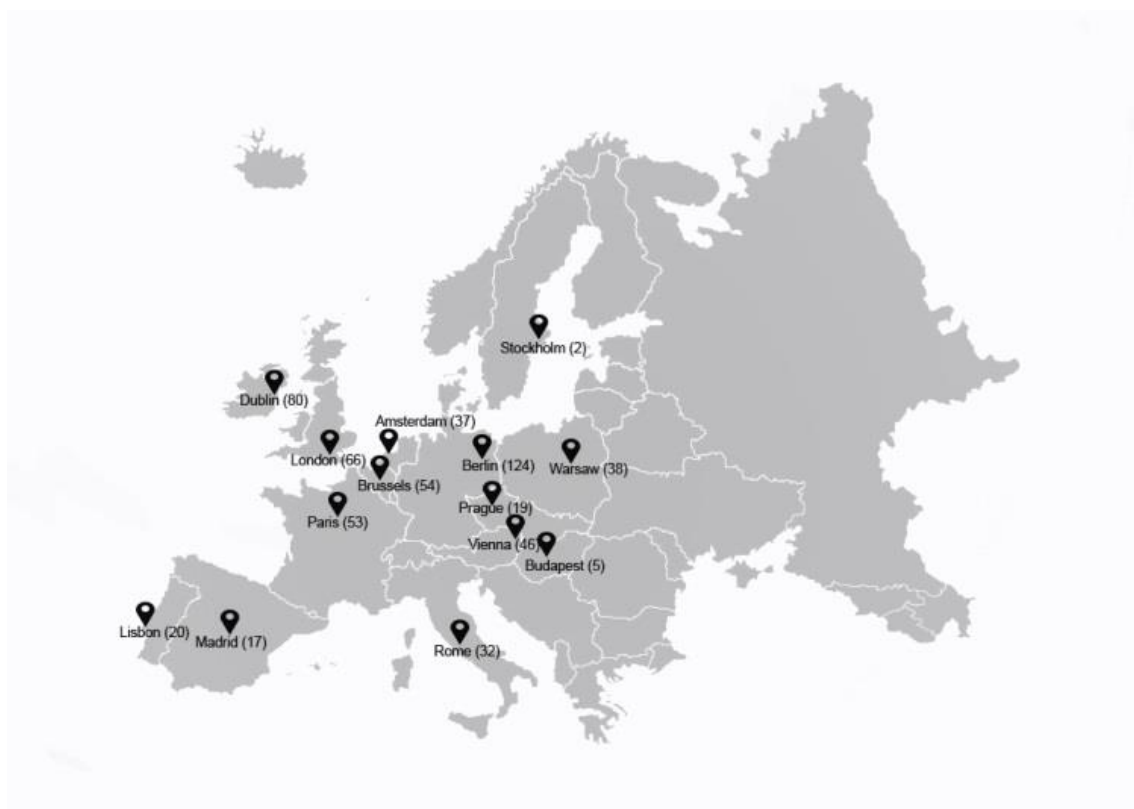 Stockholm (2)
Dublin (80)
Amsterdam (37)
London (66)
Berlin (124)
Warsaw (38)
Brussels (54)
Prague (19)
Paris (53)
Vienna (46)
Budapest (5)
Lisbon (20)
Madrid (17)
Rome (32)